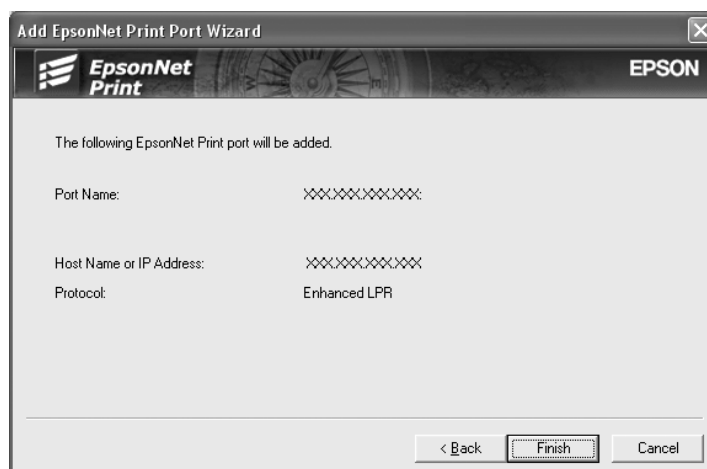 Add EpsonNet Print Port Wizard
EpsonNet
Print
EPSON
The following EpsonNet Print port will be added.
Port Name: XXX.XXX.XXX.XXX:
Host Name or IP Address: XXX.XXX.XXX.XXX
Protocol: Enhanced LPR
< Back Finish Cancel